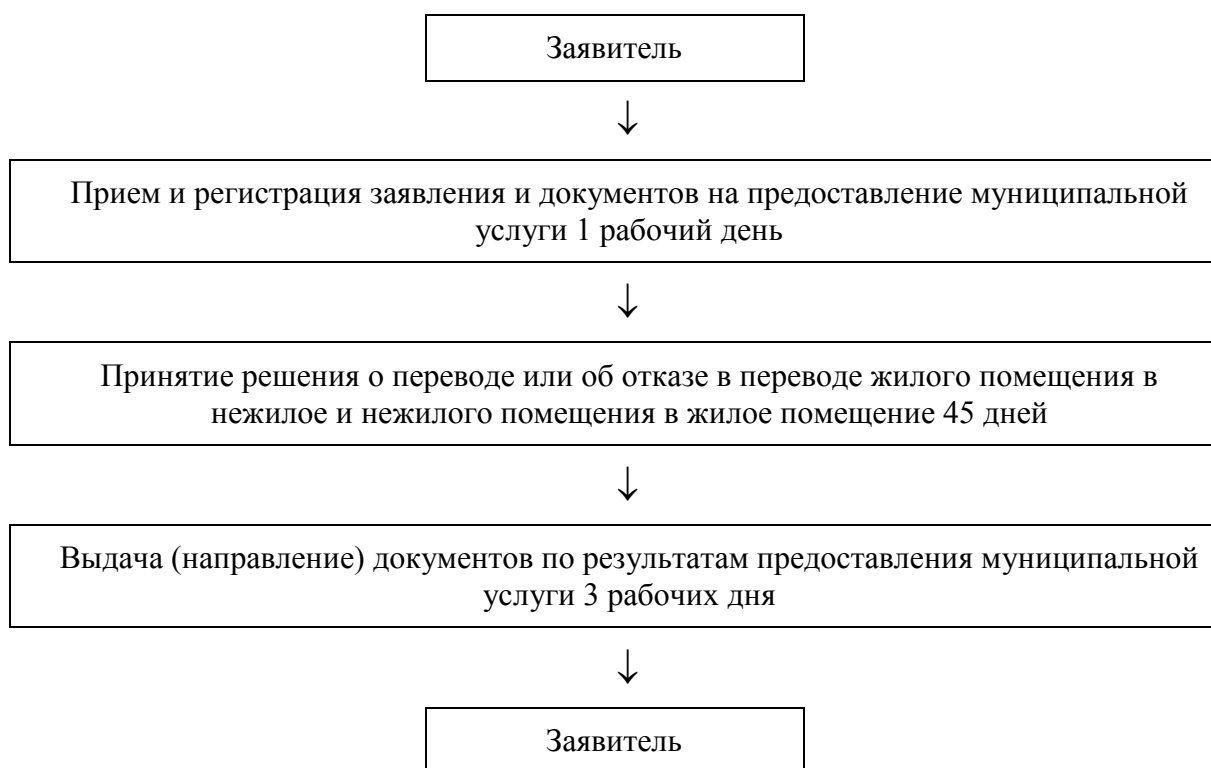 Заявитель
↓
Прием и регистрация заявления и документов на предоставление муниципальной
услуги 1 рабочий день
↓
Принятие решения о переводе или об отказе в переводе жилого помещения в
нежилое и нежилого помещения в жилое помещение 45 дней
↓
Выдача (направление) документов по результатам предоставления муниципальной
услуги 3 рабочих дня
↓
Заявитель